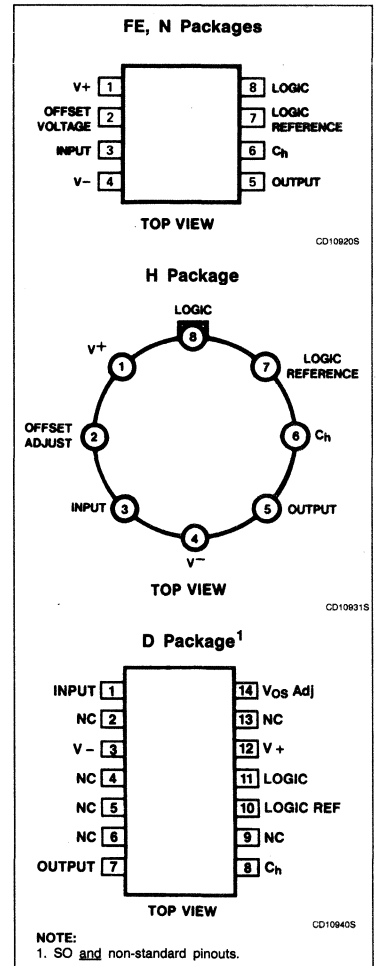 FE, N Packages
V+ 1
8 LOGIC
OFFSET
VOLTAGE 2
7 LOGIC
REFERENCE
INPUT 3
6 Ch
V– 4
5 OUTPUT
TOP VIEW
CD10920S
H Package
LOGIC
8
V+
1
7
LOGIC
REFERENCE
OFFSET
ADJUST
2
6
Ch
INPUT
3
5
OUTPUT
4
V–
TOP VIEW
CD10931S
D Package1
INPUT 1
14 VOS Adj
NC 2
13 NC
V – 3
12 V +
NC 4
11 LOGIC
NC 5
10 LOGIC REF
NC 6
9 NC
OUTPUT 7
8 Ch
TOP VIEW
CD10940S
NOTE:
1. SO and non-standard pinouts.